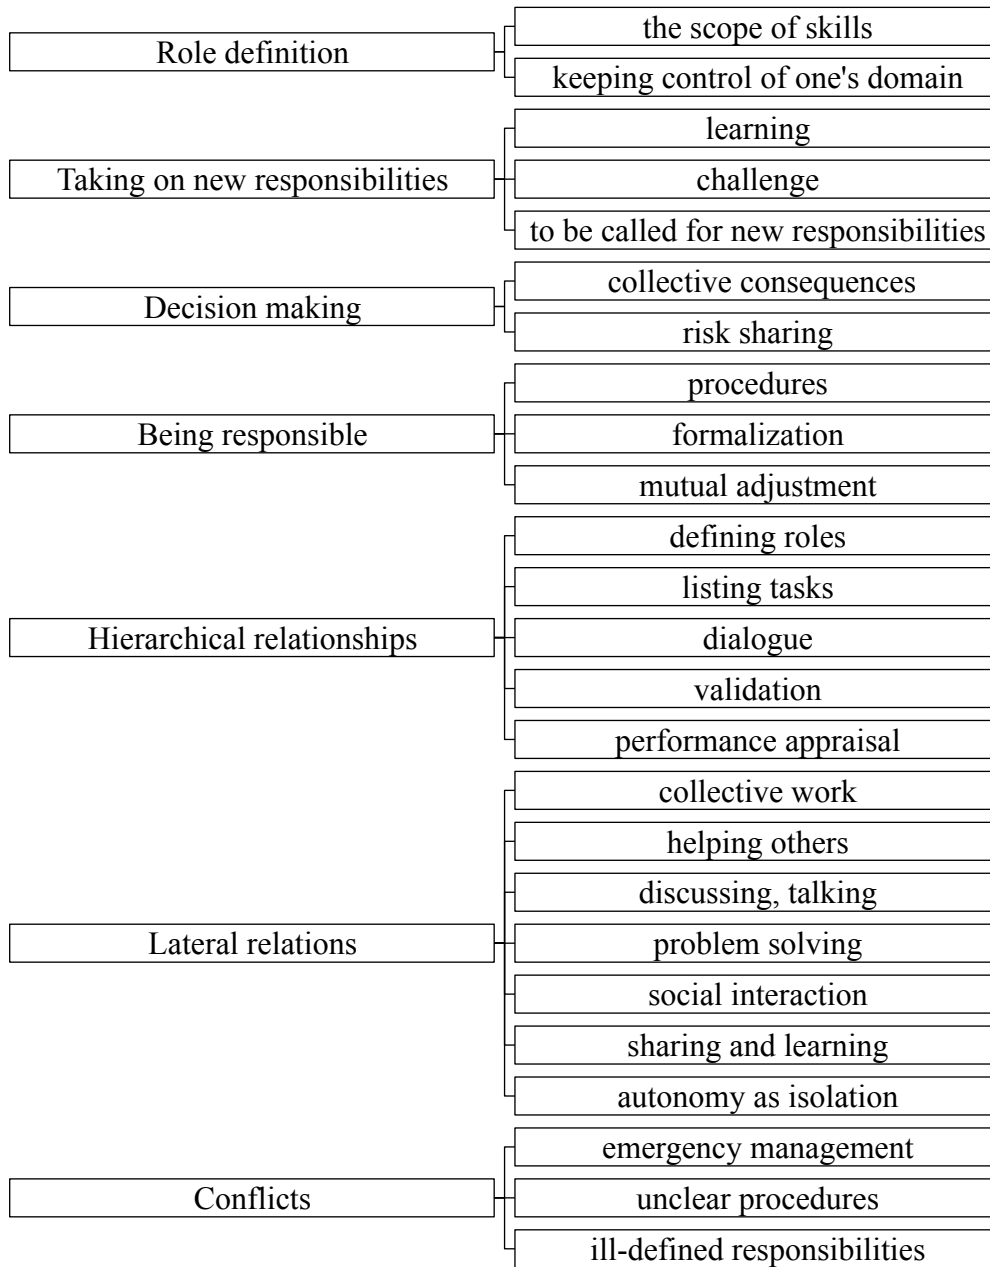 Role definition
the scope of skills
keeping control of one's domain
Taking on new responsibilities
learning
challenge
to be called for new responsibilities
Decision making
collective consequences
risk sharing
Being responsible
procedures
formalization
mutual adjustment
Hierarchical relationships
defining roles
listing tasks
dialogue
validation
performance appraisal
Lateral relations
collective work
helping others
discussing, talking
problem solving
social interaction
sharing and learning
autonomy as isolation
Conflicts
emergency management
unclear procedures
ill-defined responsibilities